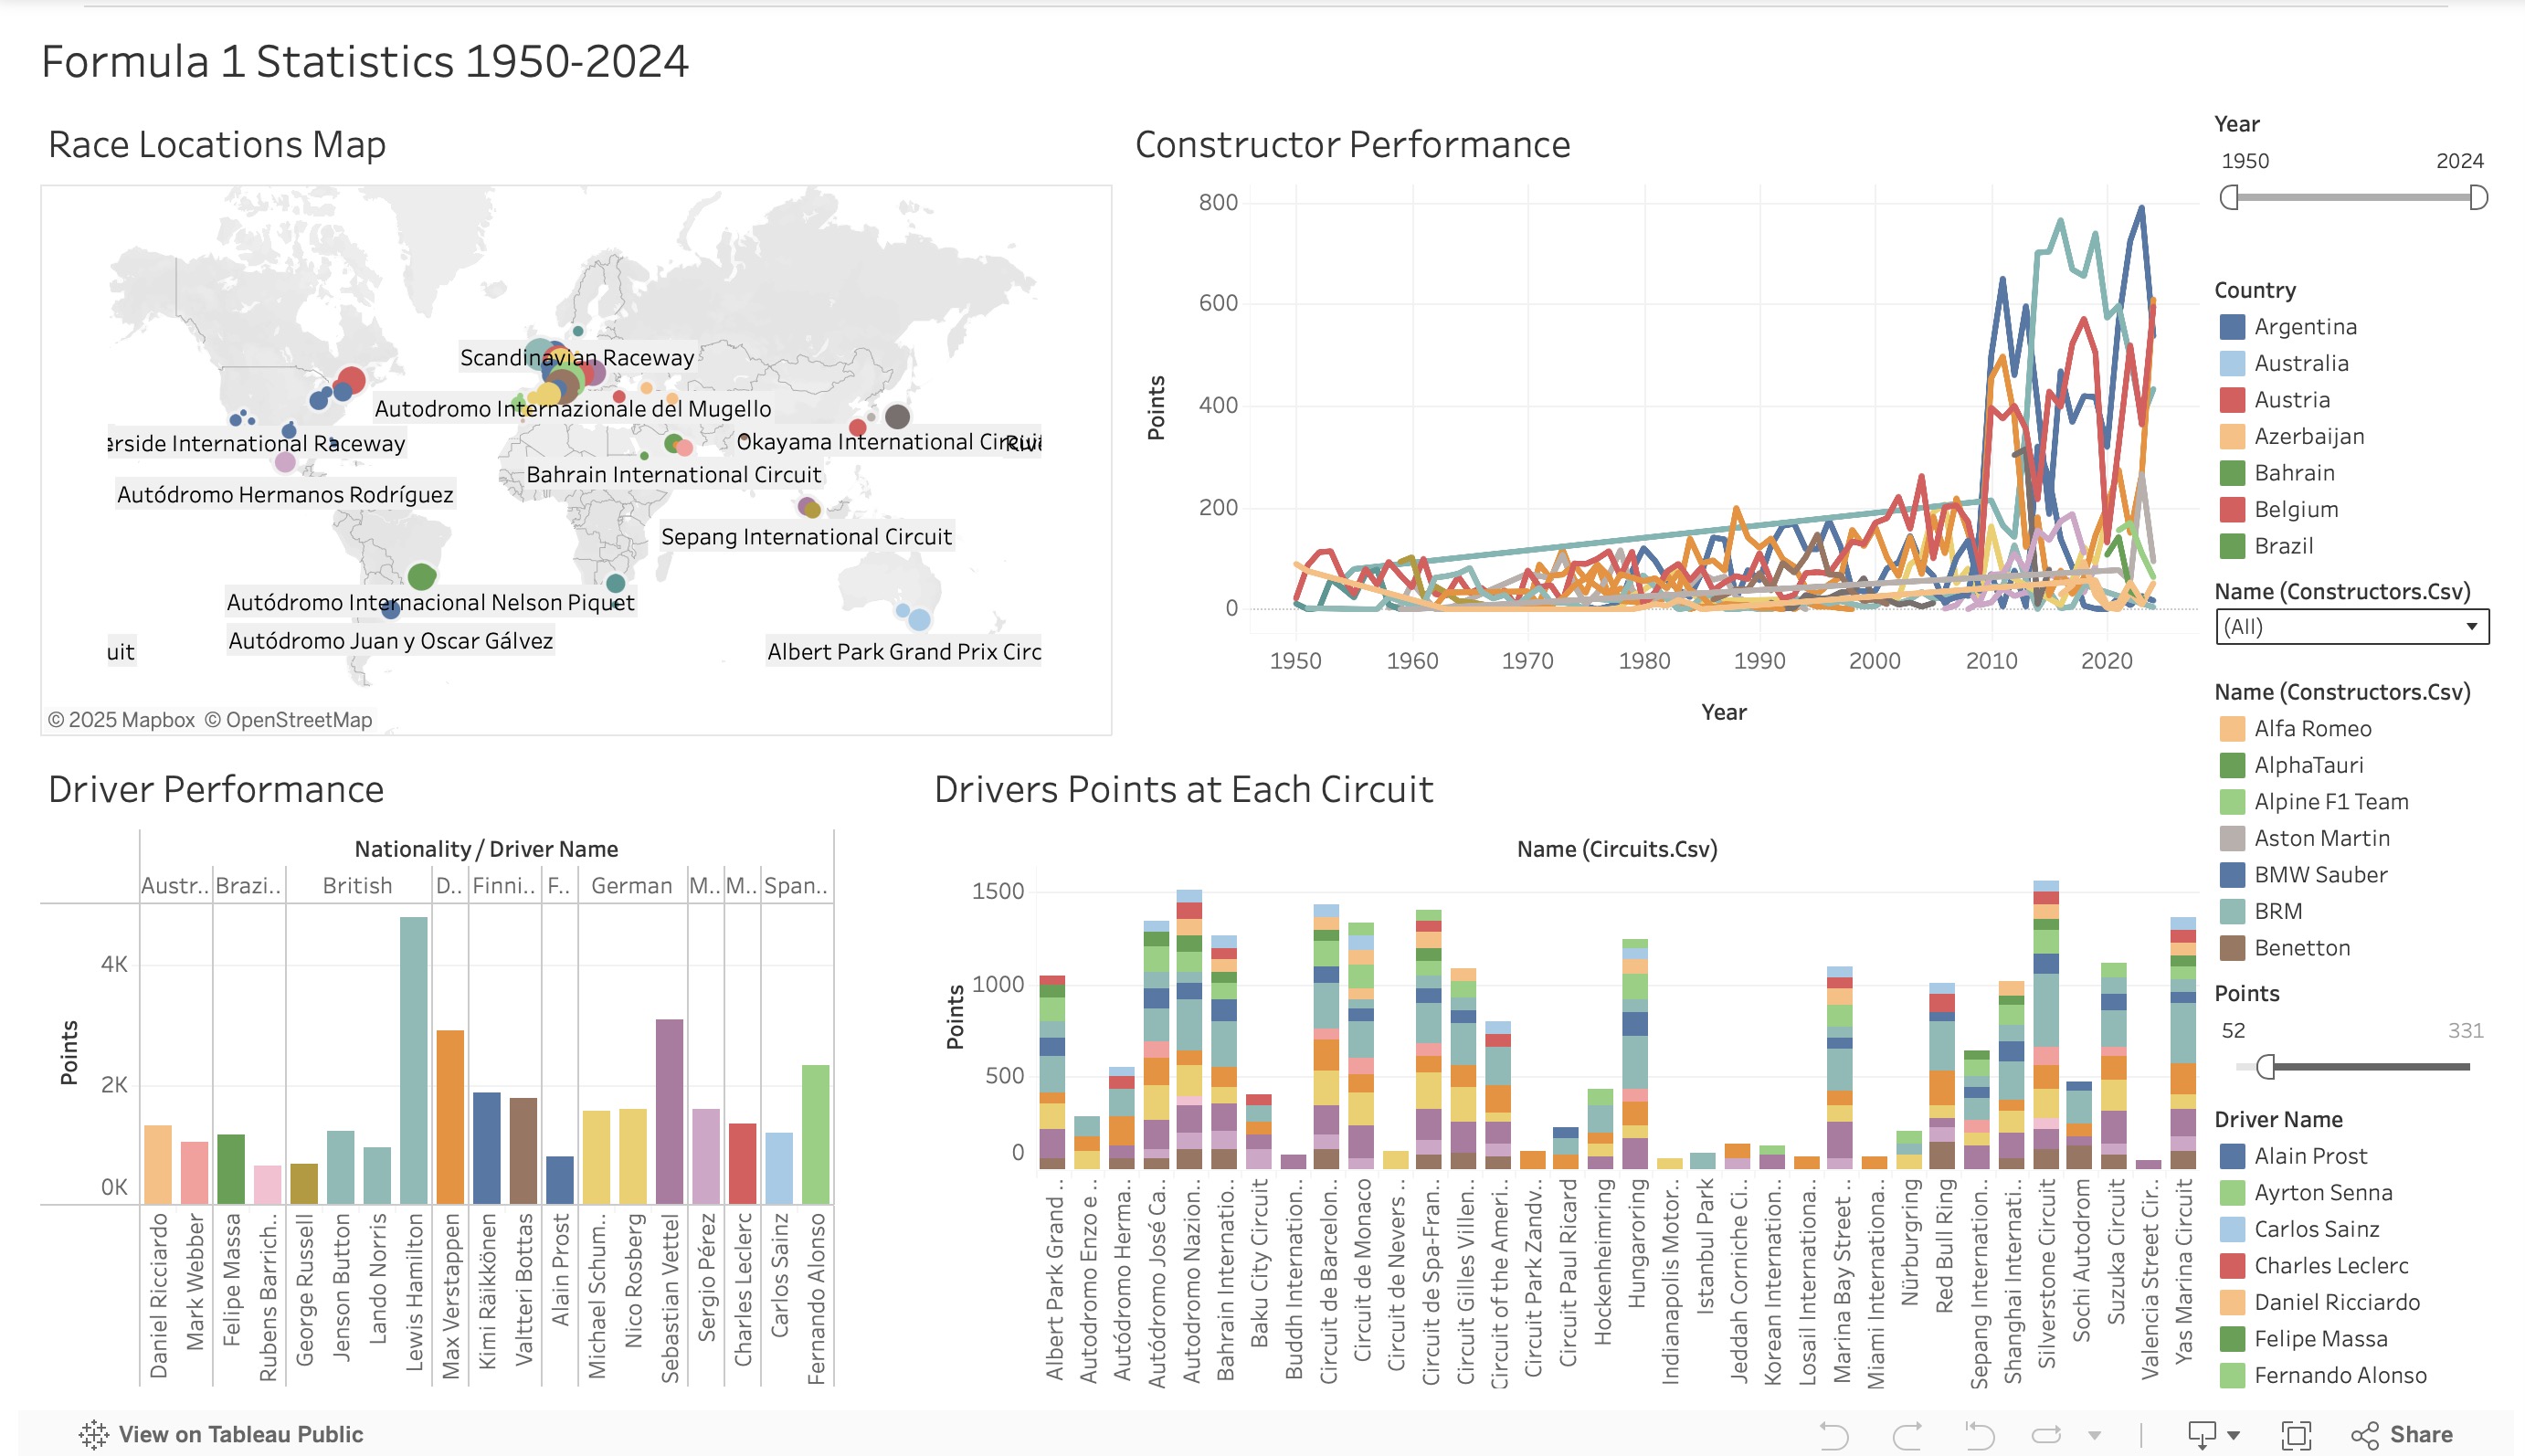 Formula 1 Statistics 1950-2024
Race Locations Map
Scandinavian Raceway
Autodromo Internazionale del Mugello
erside International Raceway
Okayama International Circuit
Bahrain International Circuit
Autódromo Hermanos Rodríguez
Sepang International Circuit
Autódromo Internacional Nelson Piquet
Autódromo Juan y Oscar Gálvez
uit
Albert Park Grand Prix Circ
© 2025 Mapbox © OpenStreetMap
Constructor Performance
Points
800
600
400
200
0
1950 1960 1970 1980 1990 2000 2010 2020
Year
Year
1950 2024
Country
Argentina
Australia
Austria
Azerbaijan
Bahrain
Belgium
Brazil
Name (Constructors.Csv)
(All)
Name (Constructors.Csv)
Alfa Romeo
AlphaTauri
Alpine F1 Team
Aston Martin
BMW Sauber
BRM
Benetton
Points
52 331
Driver Name
Alain Prost
Ayrton Senna
Carlos Sainz
Charles Leclerc
Daniel Ricciardo
Felipe Massa
Fernando Alonso
Driver Performance
Nationality / Driver Name
Austr.. Brazi.. British D.. Finni.. F.. German M.. M.. Span..
Points
4K
2K
0K
Daniel Ricciardo
Mark Webber
Felipe Massa
Rubens Barrich..
George Russell
Jenson Button
Lando Norris
Lewis Hamilton
Max Verstappen
Kimi Räikkönen
Valtteri Bottas
Alain Prost
Michael Schum..
Nico Rosberg
Sebastian Vettel
Sergio Pérez
Charles Leclerc
Carlos Sainz
Fernando Alonso
Drivers Points at Each Circuit
Name (Circuits.Csv)
Points
1500
1000
500
0
Albert Park Grand ..
Autodromo Enzo e ..
Autódromo Herma..
Autódromo José Ca..
Autodromo Nazion..
Bahrain Internatio..
Baku City Circuit
Buddh Internation..
Circuit de Barcelon..
Circuit de Monaco
Circuit de Nevers ..
Circuit de Spa-Fran..
Circuit Gilles Villen..
Circuit of the Ameri..
Circuit Park Zandv..
Circuit Paul Ricard
Hockenheimring
Hungaroring
Indianapolis Motor..
Istanbul Park
Jeddah Corniche Ci..
Korean Internation..
Losail Internationa..
Marina Bay Street ..
Miami Internationa..
Nürburgring
Red Bull Ring
Sepang Internation..
Shanghai Internati..
Silverstone Circuit
Sochi Autodrom
Suzuka Circuit
Valencia Street Cir..
Yas Marina Circuit
View on Tableau Public
Share